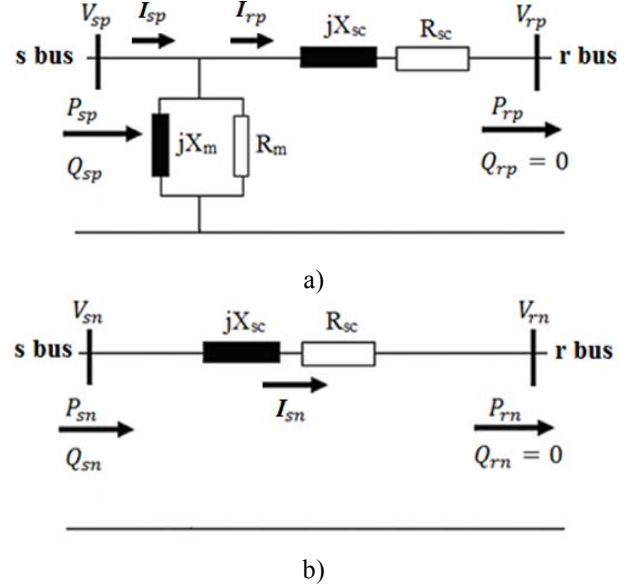 I_sp I_rp jX_sc R_sc V_rp
V_sp
s bus r bus
P_sp P_rp
jX_m R_m
Q_sp Q_rp = 0
a)
V_sn jX_sc R_sc V_rn
s bus r bus
I_sn
P_sn P_rn
Q_sn Q_rn = 0
b)